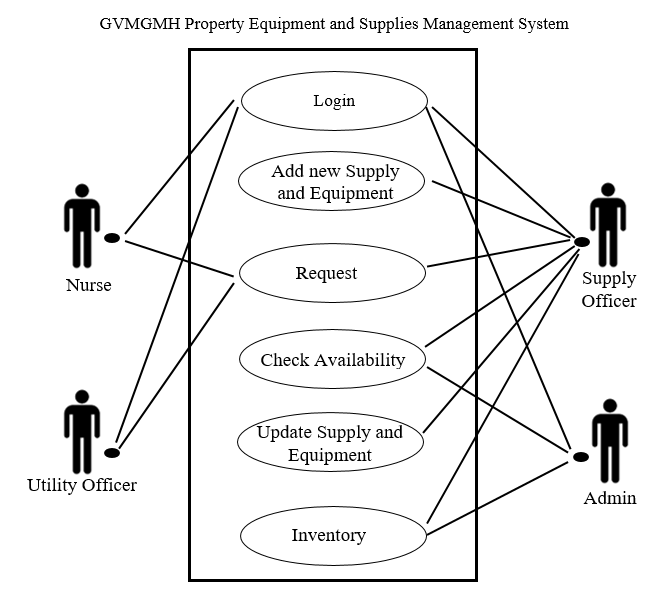 GVMGMH Property Equipment and Supplies Management System
Login
Add new Supply
and Equipment
Nurse
Request
Supply
Officer
Check Availability
Update Supply and
Equipment
Utility Officer
Admin
Inventory